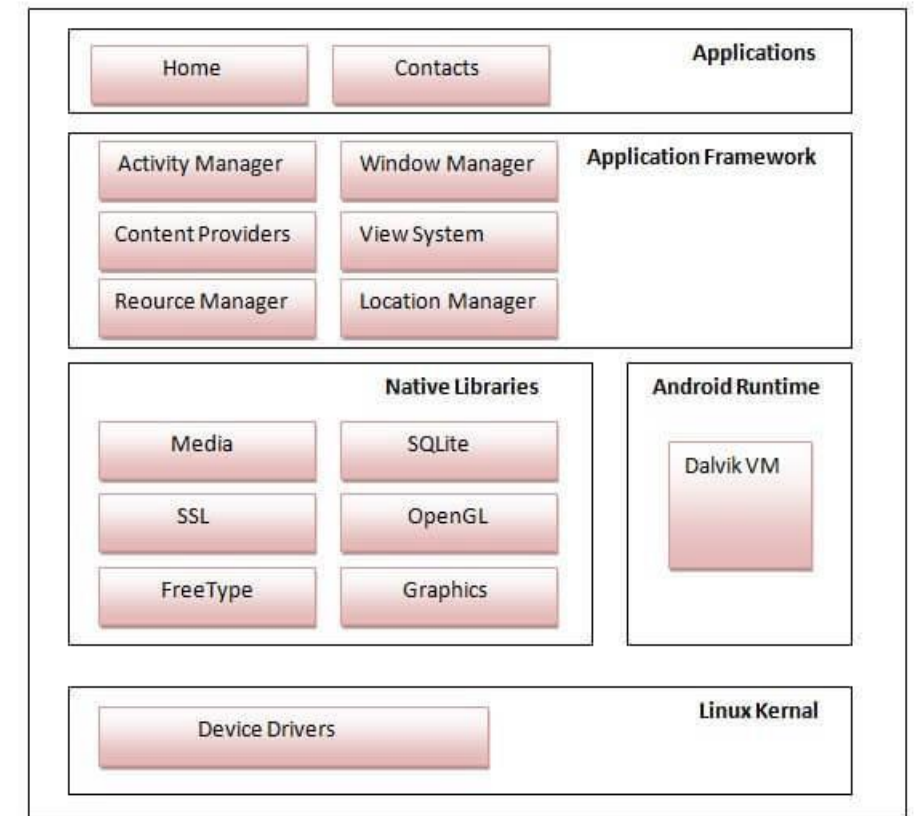 Applications
Home
Contacts
Application Framework
Activity Manager
Window Manager
Content Providers
View System
Reource Manager
Location Manager
Native Libraries
Media
SQLite
SSL
OpenGL
FreeType
Graphics
Android Runtime
Dalvik VM
Linux Kernal
Device Drivers